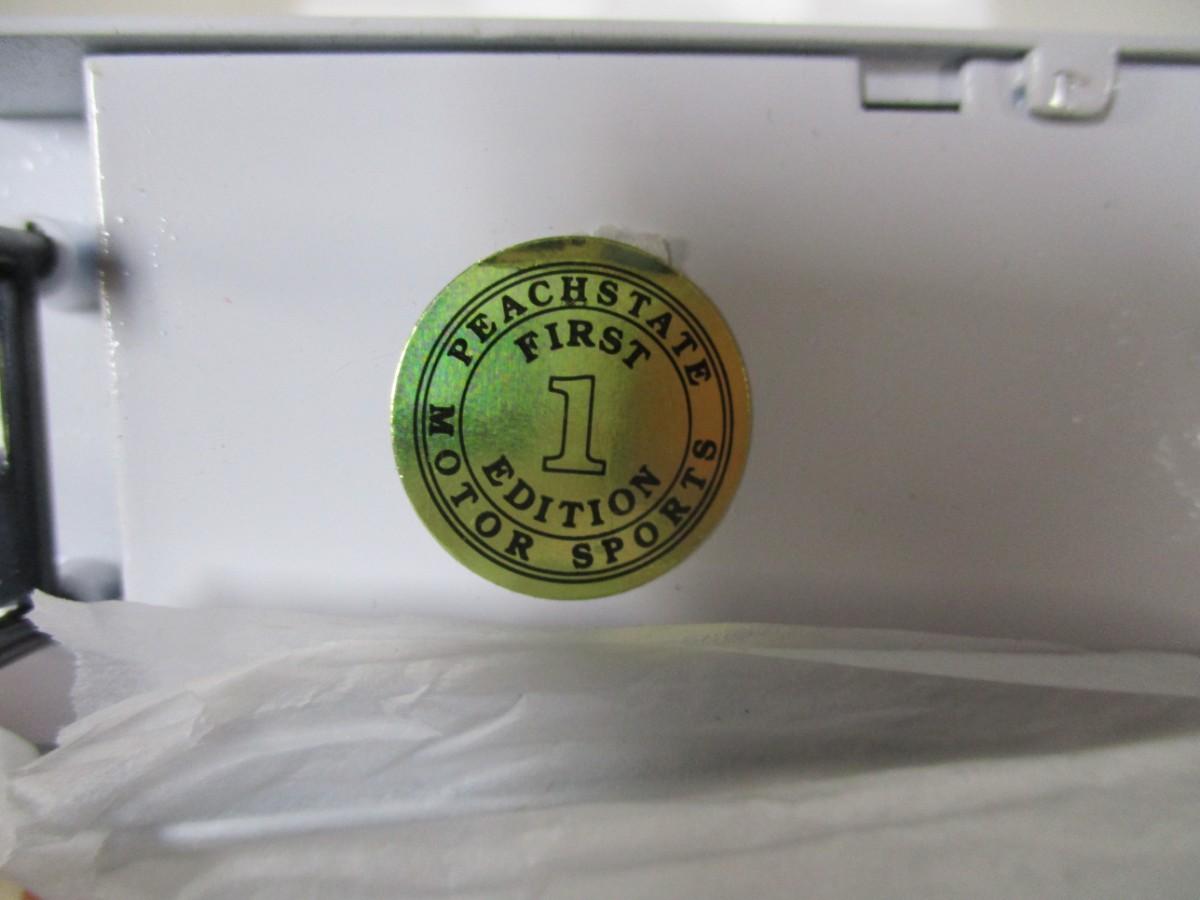 PEACHSTATE
FIRST
1
EDITION
MOTOR SPORTS